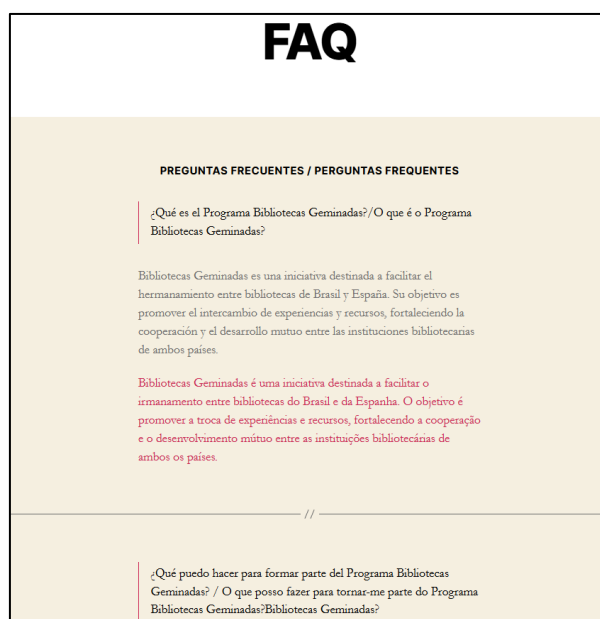 FAQ
PREGUNTAS FRECUENTES / PERGUNTAS FREQUENTES
¿Qué es el Programa Bibliotecas Geminadas?/O que é o Programa
Bibliotecas Geminadas?
Bibliotecas Geminadas es una iniciativa destinada a facilitar el
hermanamiento entre bibliotecas de Brasil y España. Su objetivo es
promover el intercambio de experiencias y recursos, fortaleciendo la
cooperación y el desarrollo mutuo entre las instituciones bibliotecarias
de ambos países.
Bibliotecas Geminadas é uma iniciativa destinada a facilitar o
irmanamento entre bibliotecas do Brasil e da Espanha. O objetivo é
promover a troca de experiências e recursos, fortalecendo a cooperação
e o desenvolvimento mútuo entre as instituições bibliotecárias de
ambos os países.
//
¿Qué puedo hacer para formar parte del Programa Bibliotecas
Geminadas? / O que posso fazer para tornar-me parte do Programa
Bibliotecas Geminadas?Bibliotecas Geminadas?